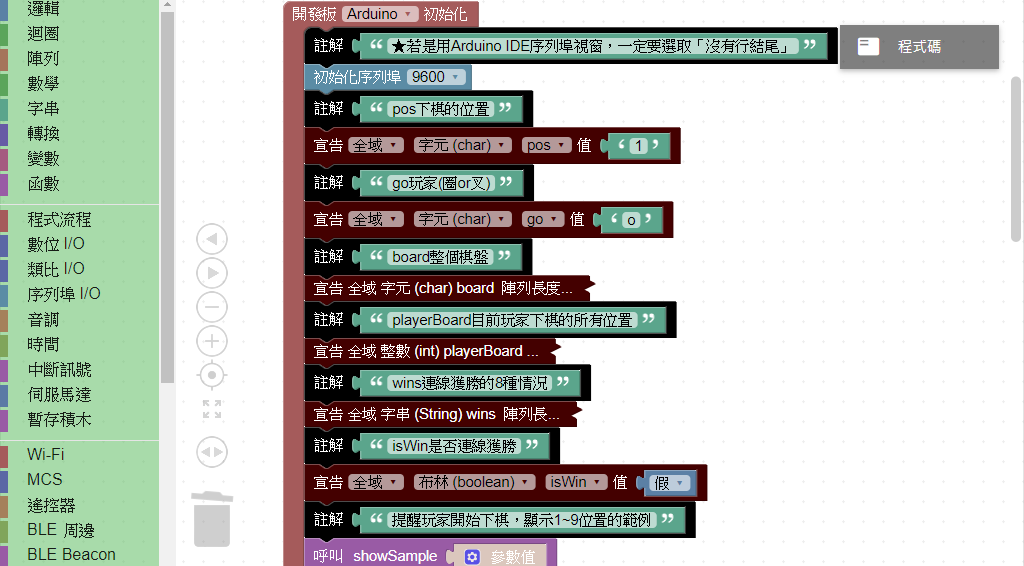 邏輯
迴圈
陣列
數學
字串
轉換
變數
函數
程式流程
數位 I/O
類比 I/O
序列埠 I/O
音調
時間
中斷訊號
伺服馬達
暫存積木
Wi-Fi
MCS
遙控器
BLE 周邊
BLE Beacon
開發板 Arduino 初始化
註解 “ ★若是用Arduino IDE序列埠視窗，一定要選取「沒有行結尾」 ”
初始化序列埠 9600
註解 “ pos下棋的位置 ”
宣告 全域 字元 (char) pos 值 ‘ 1 ’
註解 “ go玩家(圈or叉) ”
宣告 全域 字元 (char) go 值 ‘ o ’
註解 “ board整個棋盤 ”
宣告 全域 字元 (char) board 陣列長度...
註解 “ playerBoard目前玩家下棋的所有位置 ”
宣告 全域 整數 (int) playerBoard ...
註解 “ wins連線獲勝的8種情況 ”
宣告 全域 字串 (String) wins 陣列長...
註解 “ isWin是否連線獲勝 ”
宣告 全域 布林 (boolean) isWin 值 假
註解 “ 提醒玩家開始下棋，顯示1~9位置的範例 ”
呼叫 showSample 參數值
程式碼